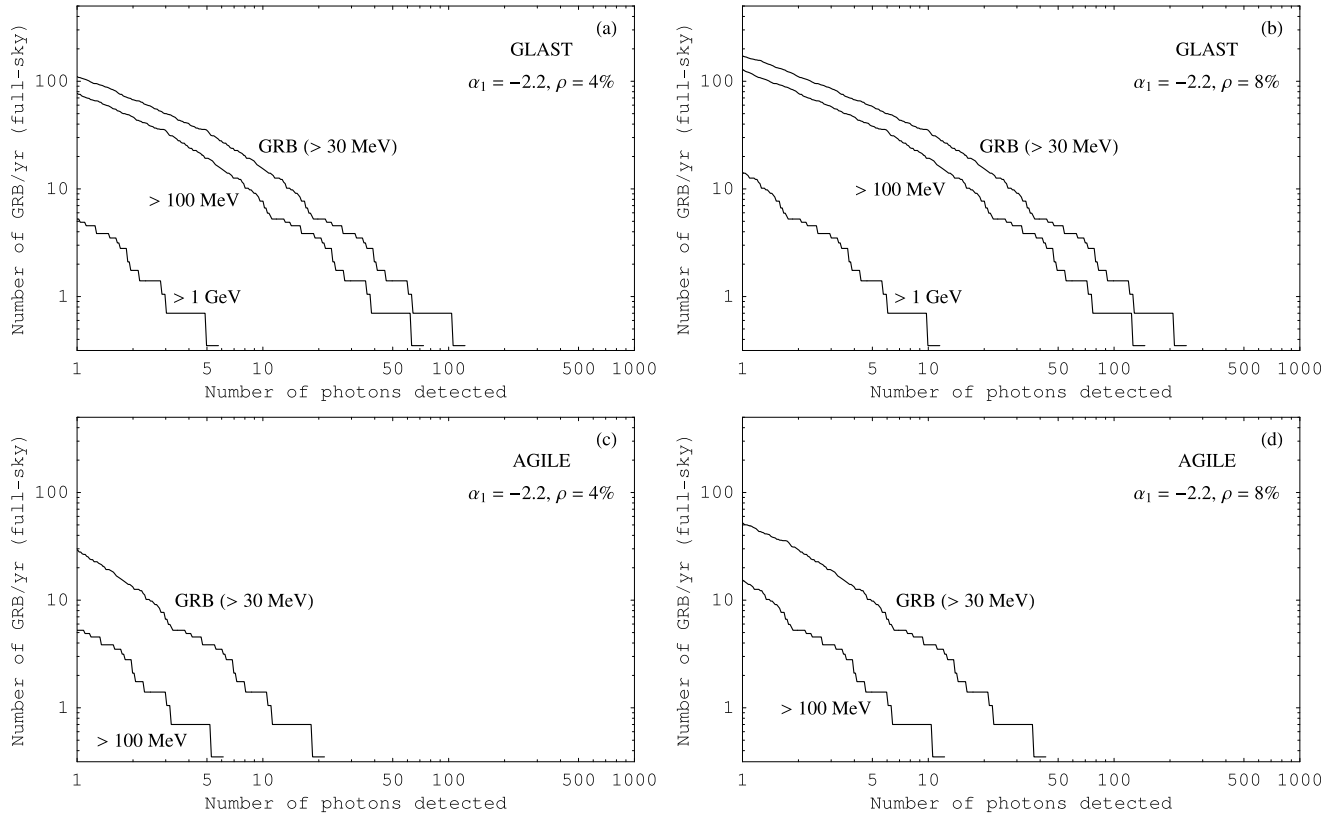 (a)
GLAST
α₁ = −2.2, ρ = 4%
GRB (> 30 MeV)
> 100 MeV
> 1 GeV
Number of GRB/yr (full-sky)
100
10
1
1 5 10 50 100 500 1000
Number of photons detected
(b)
GLAST
α₁ = −2.2, ρ = 8%
GRB (> 30 MeV)
> 100 MeV
> 1 GeV
Number of GRB/yr (full-sky)
100
10
1
1 5 10 50 100 500 1000
Number of photons detected
(c)
AGILE
α₁ = −2.2, ρ = 4%
GRB (> 30 MeV)
> 100 MeV
Number of GRB/yr (full-sky)
100
10
1
1 5 10 50 100 500 1000
Number of photons detected
(d)
AGILE
α₁ = −2.2, ρ = 8%
GRB (> 30 MeV)
> 100 MeV
Number of GRB/yr (full-sky)
100
10
1
1 5 10 50 100 500 1000
Number of photons detected